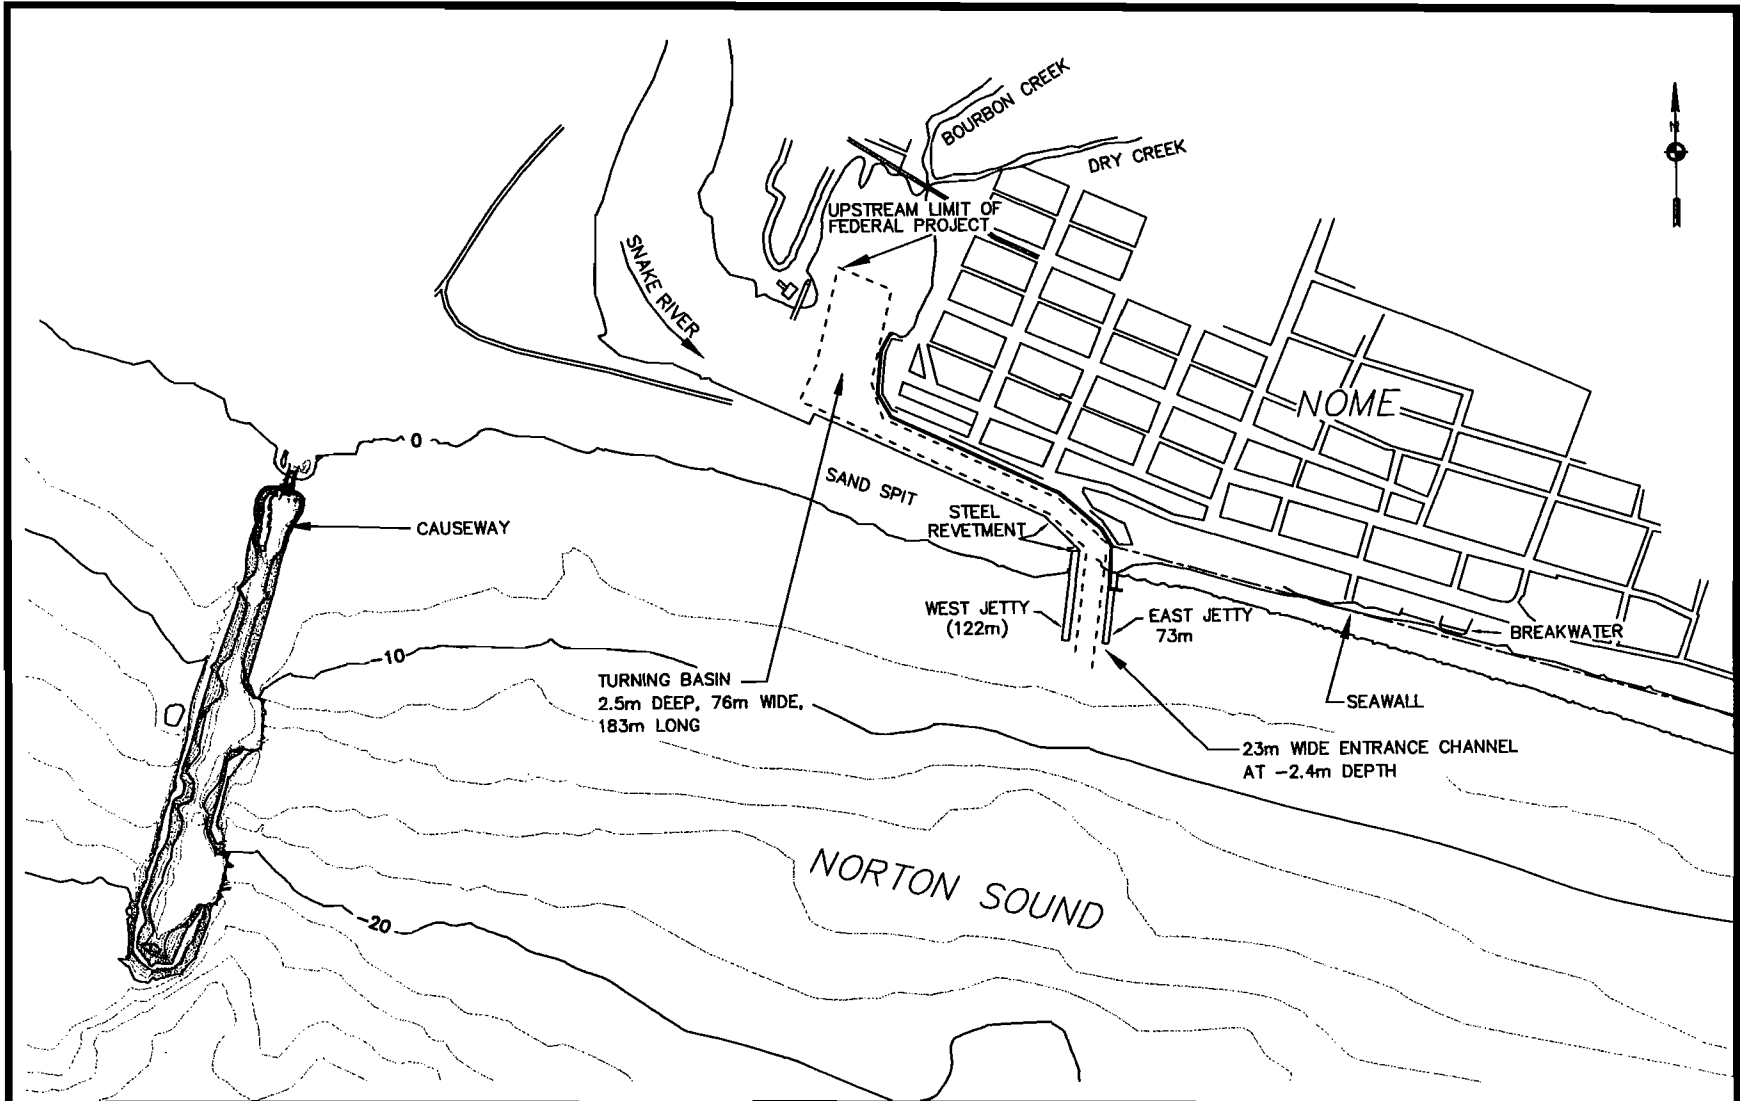 BOURBON CREEK
DRY CREEK
N
UPSTREAM LIMIT OF
FEDERAL PROJECT
SNAKE RIVER
NOME
0
SAND SPIT
CAUSEWAY
STEEL
REVETMENT
WEST JETTY
(122m)
EAST JETTY
73m
BREAKWATER
-10
TURNING BASIN
2.5m DEEP, 76m WIDE,
183m LONG
SEAWALL
23m WIDE ENTRANCE CHANNEL
AT -2.4m DEPTH
NORTON SOUND
-20